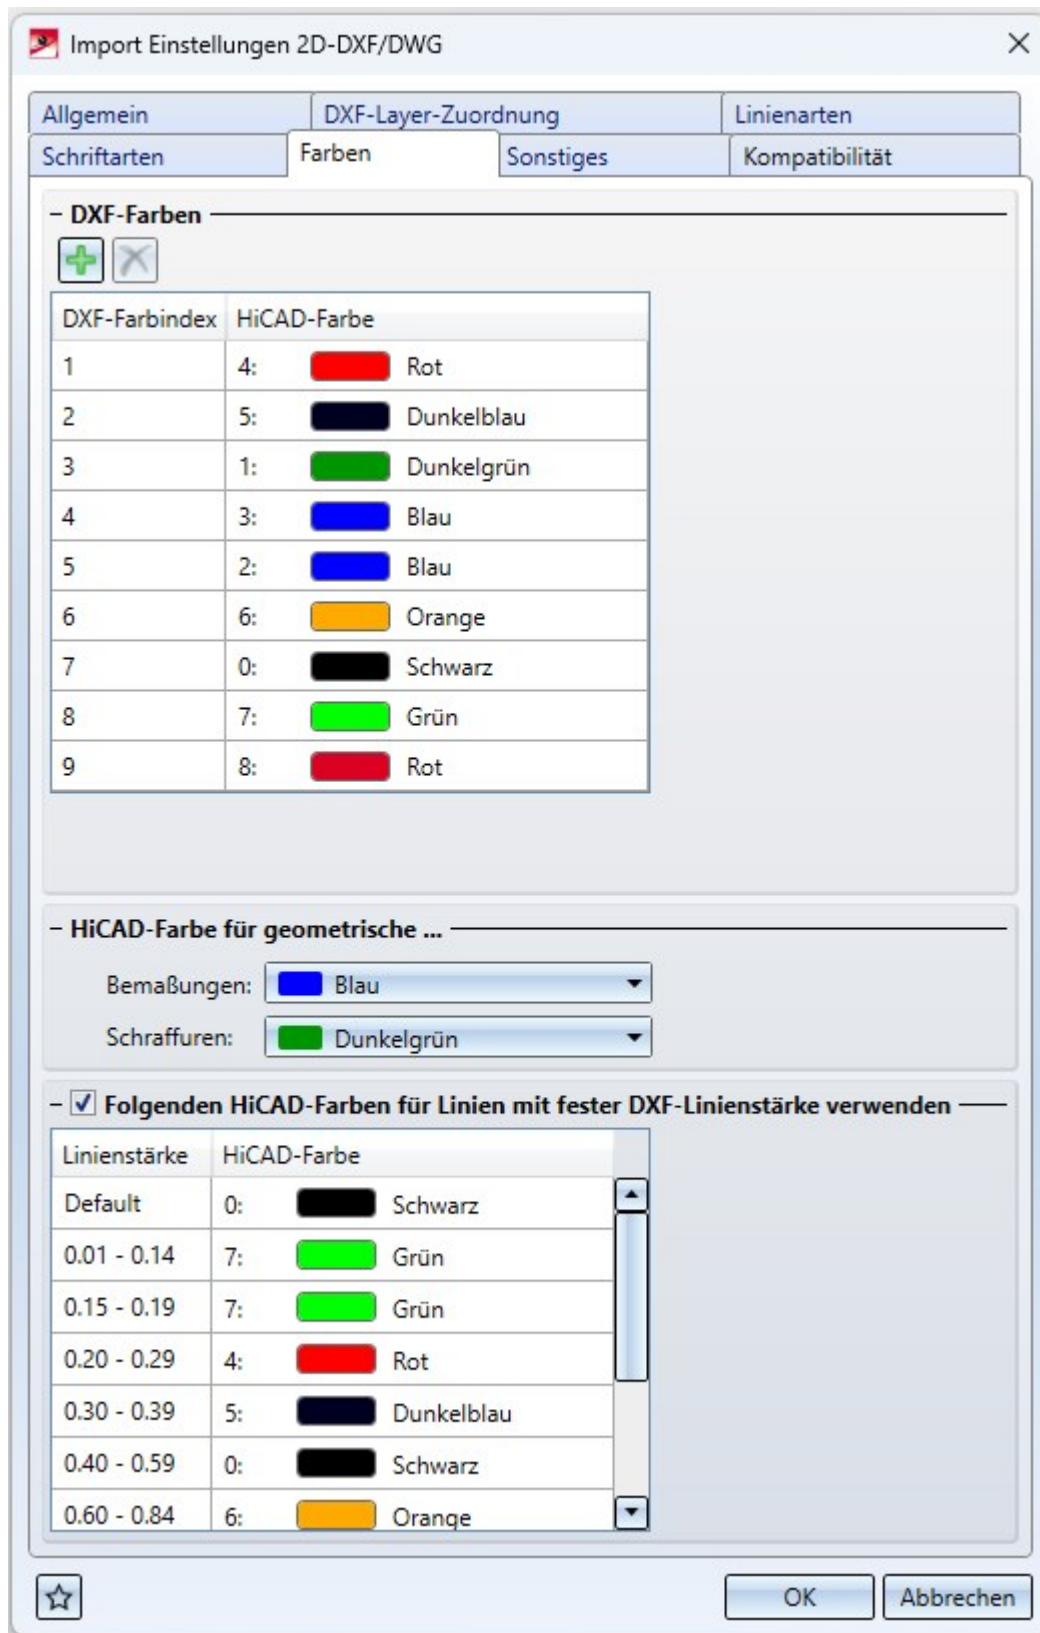 Import Einstellungen 2D-DXF/DWG
Allgemein DXF-Layer-Zuordnung Linienarten
Schriftarten Farben Sonstiges Kompatibilität
– DXF-Farben
DXF-Farbindex HiCAD-Farbe
1 4: Rot
2 5: Dunkelblau
3 1: Dunkelgrün
4 3: Blau
5 2: Blau
6 6: Orange
7 0: Schwarz
8 7: Grün
9 8: Rot
– HiCAD-Farbe für geometrische ...
Bemaßungen: Blau
Schraffuren: Dunkelgrün
– Folgenden HiCAD-Farben für Linien mit fester DXF-Linienstärke verwenden
Linienstärke HiCAD-Farbe
Default 0: Schwarz
0.01 - 0.14 7: Grün
0.15 - 0.19 7: Grün
0.20 - 0.29 4: Rot
0.30 - 0.39 5: Dunkelblau
0.40 - 0.59 0: Schwarz
0.60 - 0.84 6: Orange
OK Abbrechen